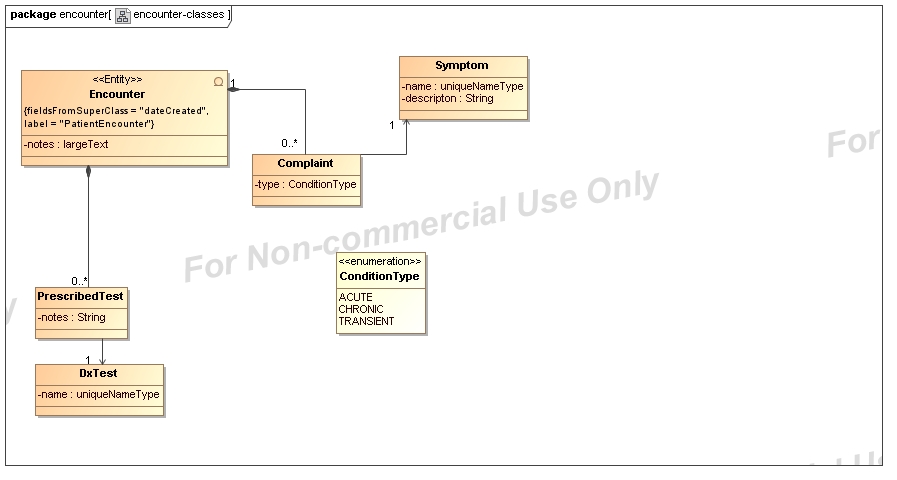 package encounter[ encounter-classes ]
<<Entity>>
Encounter
{fieldsFromSuperClass = "dateCreated",
label = "PatientEncounter"}
-notes : largeText
1
0..*
Symptom
-name : uniqueNameType
-descripton : String
1
Complaint
-type : ConditionType
For Non-commercial Use Only
For
<<enumeration>>
ConditionType
ACUTE
CHRONIC
TRANSIENT
0..*
PrescribedTest
-notes : String
1
DxTest
-name : uniqueNameType